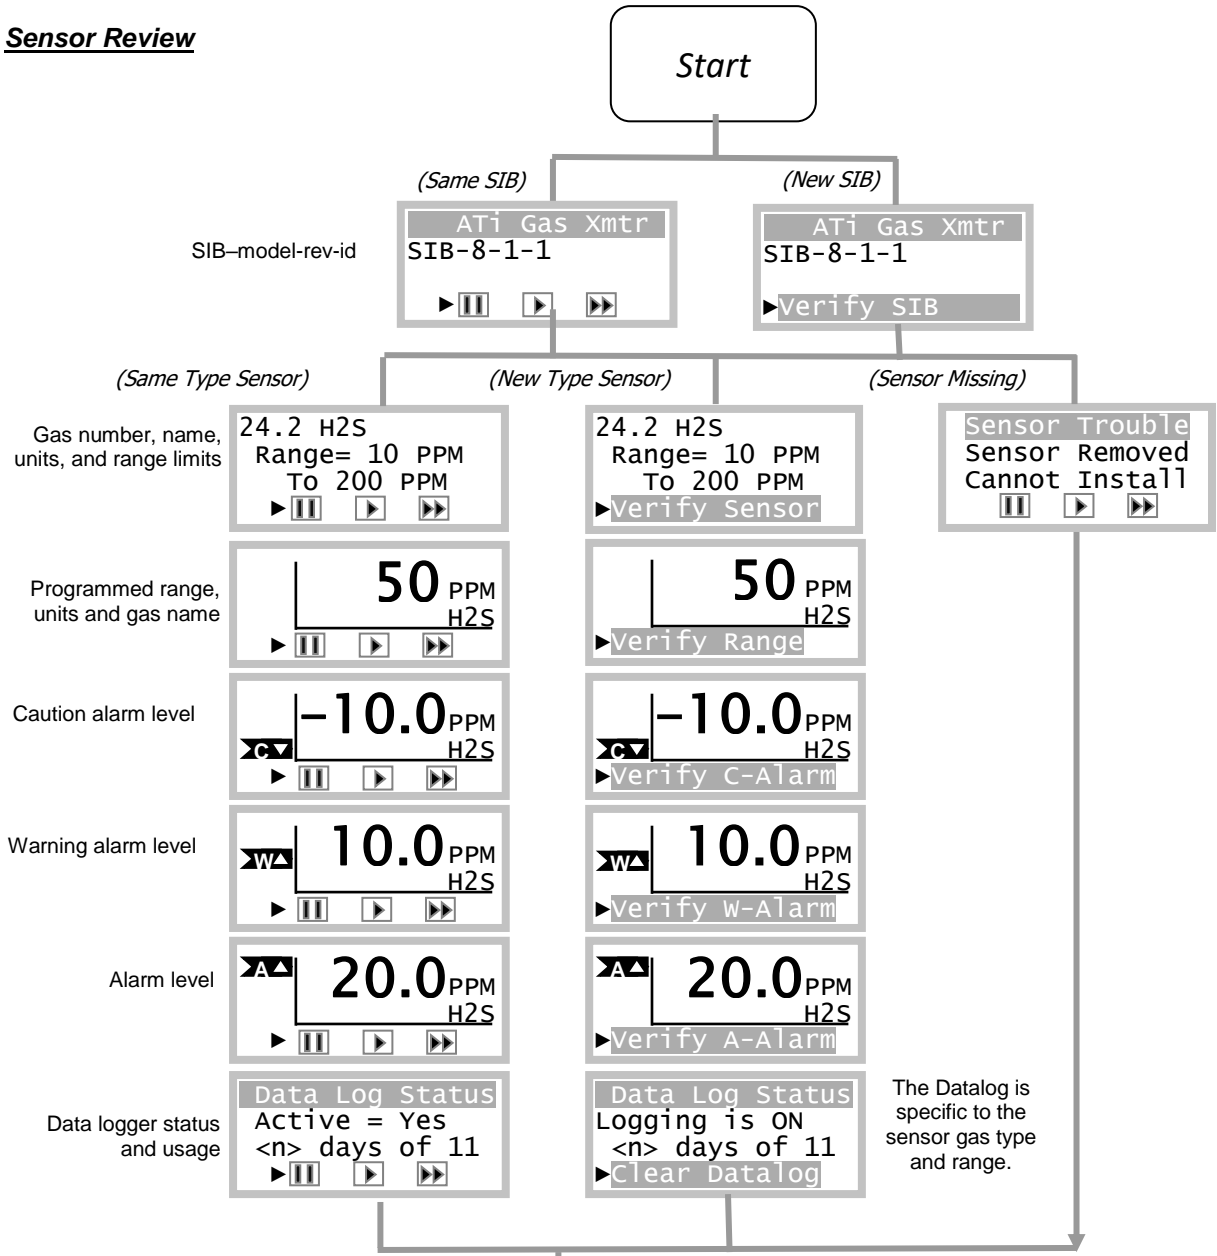 Sensor Review
Start
(Same SIB)
(New SIB)
SIB–model-rev-id
ATi Gas Xmtr
SIB-8-1-1
ATi Gas Xmtr
SIB-8-1-1
Verify SIB
(Same Type Sensor)
(New Type Sensor)
(Sensor Missing)
Gas number, name,
units, and range limits
24.2 H2S
Range= 10 PPM
To 200 PPM
24.2 H2S
Range= 10 PPM
To 200 PPM
Verify Sensor
Sensor Trouble
Sensor Removed
Cannot Install
Programmed range,
units and gas name
50 PPM
H2S
50 PPM
H2S
Verify Range
Caution alarm level
-10.0 PPM
C
H2S
-10.0 PPM
C
H2S
Verify C-Alarm
Warning alarm level
W
10.0 PPM
H2S
W
10.0 PPM
H2S
Verify W-Alarm
Alarm level
A
20.0 PPM
H2S
A
20.0 PPM
H2S
Verify A-Alarm
Data logger status
and usage
Data Log Status
Active = Yes
<n> days of 11
Data Log Status
Logging is ON
<n> days of 11
Clear Datalog
The Datalog is
specific to the
sensor gas type
and range.